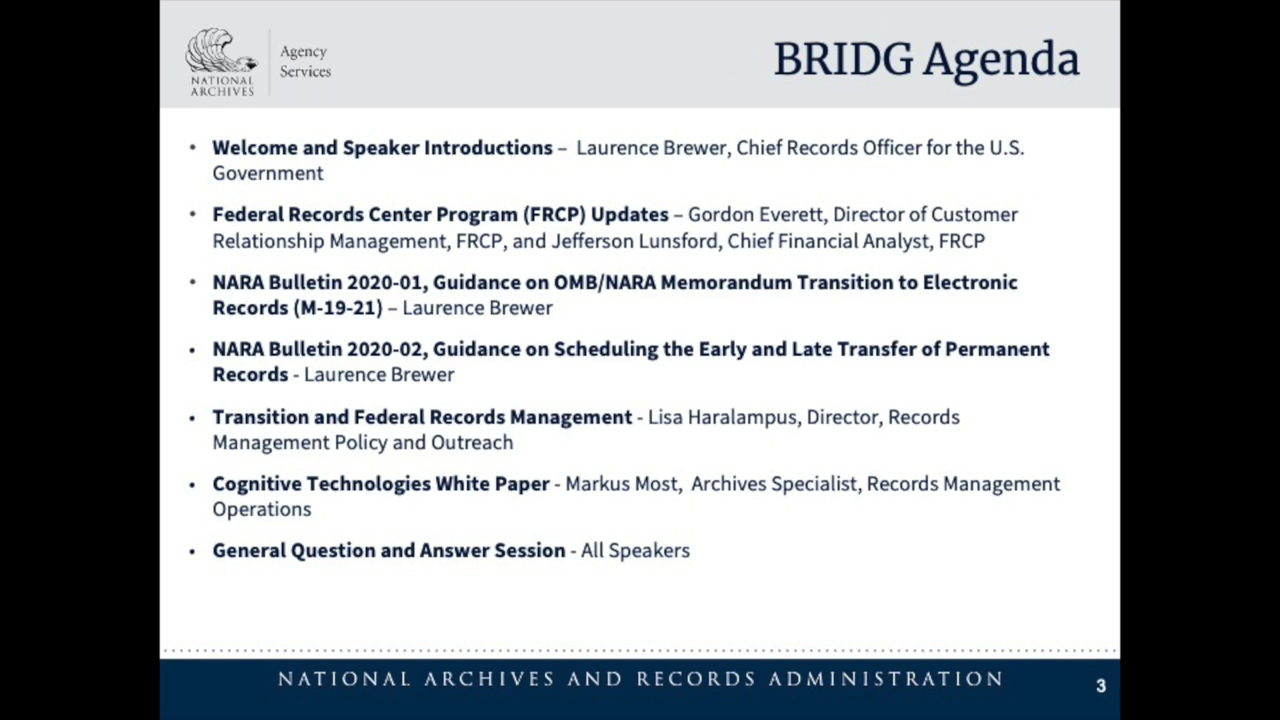 NATIONAL
ARCHIVES
Agency
Services
BRIDG Agenda
• Welcome and Speaker Introductions – Laurence Brewer, Chief Records Officer for the U.S.
Government
• Federal Records Center Program (FRCP) Updates – Gordon Everett, Director of Customer
Relationship Management, FRCP, and Jefferson Lunsford, Chief Financial Analyst, FRCP
• NARA Bulletin 2020-01, Guidance on OMB/NARA Memorandum Transition to Electronic
Records (M-19-21) – Laurence Brewer
• NARA Bulletin 2020-02, Guidance on Scheduling the Early and Late Transfer of Permanent
Records - Laurence Brewer
• Transition and Federal Records Management - Lisa Haralampus, Director, Records
Management Policy and Outreach
• Cognitive Technologies White Paper - Markus Most, Archives Specialist, Records Management
Operations
• General Question and Answer Session - All Speakers
NATIONAL ARCHIVES AND RECORDS ADMINISTRATION
3